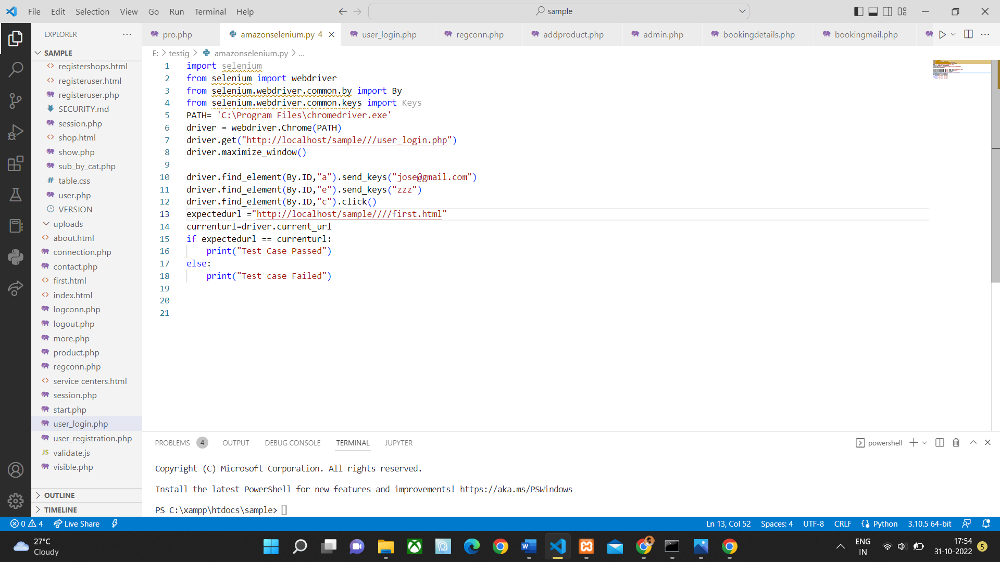 File Edit Selection View Go Run Terminal Help
sample
EXPLORER
pro.php
amazonselenium.py 4
user_login.php
regconn.php
addproduct.php
admin.php
bookingdetails.php
bookingmail.php
SAMPLE
registershops.html
registeruser.html
registeruser.php
SECURITY.md
session.php
shop.html
show.php
sub_by_cat.php
# table.css
user.php
VERSION
uploads
about.html
connection.php
contact.php
first.html
index.html
logconn.php
logout.php
more.php
product.php
regconn.php
service centers.html
session.php
start.php
user_login.php
user_registration.php
JS validate.js
visible.php
OUTLINE
TIMELINE
E: > testig > amazonselenium.py > ...
1 import selenium
2 from selenium import webdriver
3 from selenium.webdriver.common.by import By
4 from selenium.webdriver.common.keys import Keys
5 PATH= 'C:\Program Files\chromedriver.exe'
6 driver = webdriver.Chrome(PATH)
7 driver.get("http://localhost/sample///user_login.php")
8 driver.maximize_window()
9
10 driver.find_element(By.ID,"a").send_keys("jose@gmail.com")
11 driver.find_element(By.ID,"e").send_keys("zzz")
12 driver.find_element(By.ID,"c").click()
13 expectedurl ="http://localhost/sample////first.html"
14 currenturl=driver.current_url
15 if expectedurl == currenturl:
16     print("Test Case Passed")
17 else:
18     print("Test case Failed")
19
20
21
PROBLEMS 4 OUTPUT DEBUG CONSOLE TERMINAL JUPYTER
powershell
Copyright (C) Microsoft Corporation. All rights reserved.
Install the latest PowerShell for new features and improvements! https://aka.ms/PSWindows
PS C:\xampp\htdocs\sample>
0 4 Live Share
Ln 13, Col 52 Spaces: 4 UTF-8 CRLF Python 3.10.5 64-bit
27°C
Cloudy
ENG
IN
17:54
31-10-2022
5